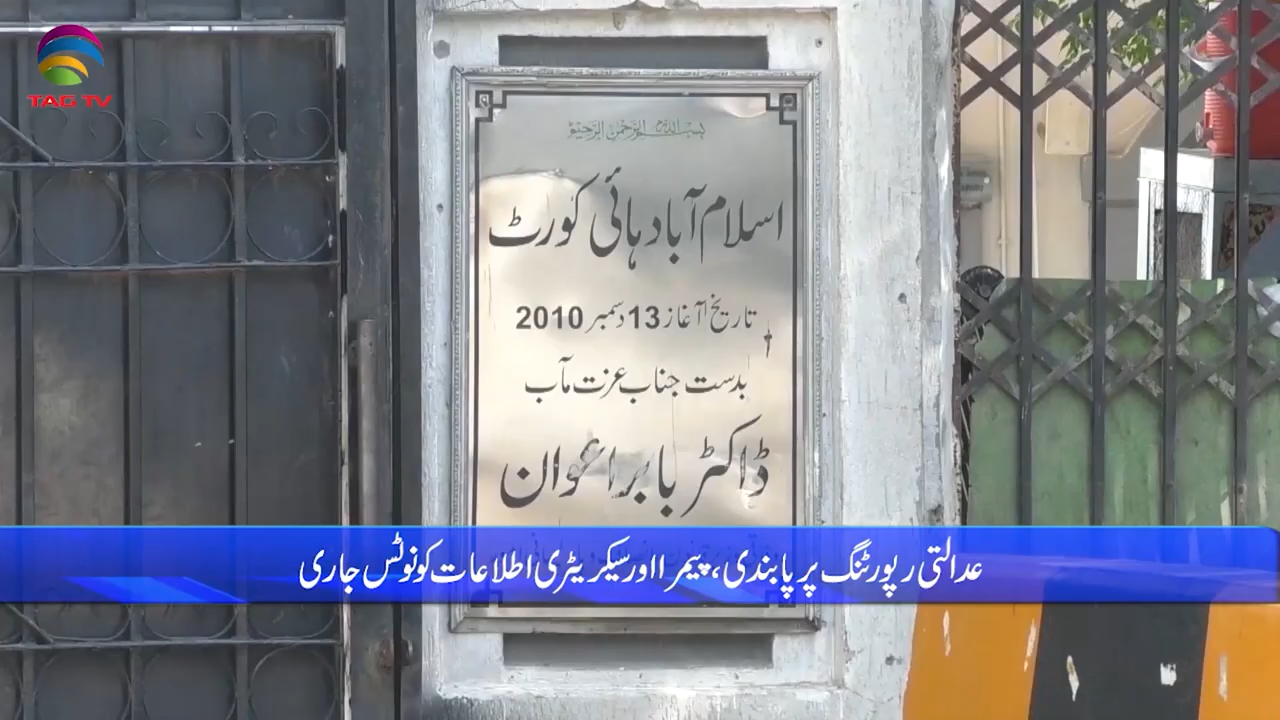 TAG TV
بسم اللہ الرحمن الرحیم
اسلام آباد ہائی کورٹ
تاریخ آغاز 13 دسمبر 2010
بدست جناب عزت مآب
ڈاکٹر بابر اعوان
عدالتی رپورٹنگ پر پابندی، پیمرا اور سیکریٹری اطلاعات کو نوٹس جاری